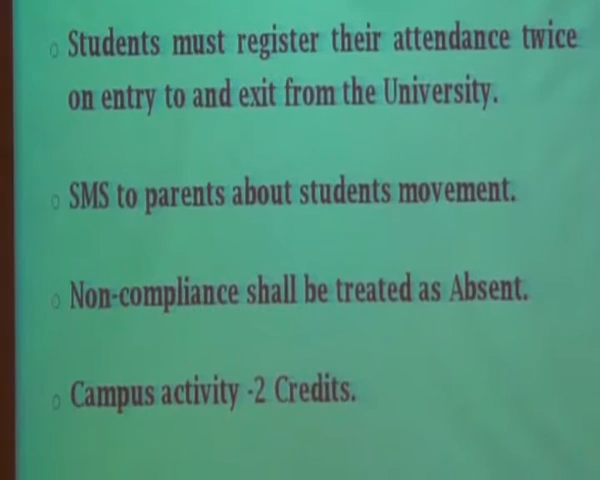 Students must register their attendance twice
on entry to and exit from the University.
SMS to parents about students movement.
Non-compliance shall be treated as Absent.
Campus activity -2 Credits.